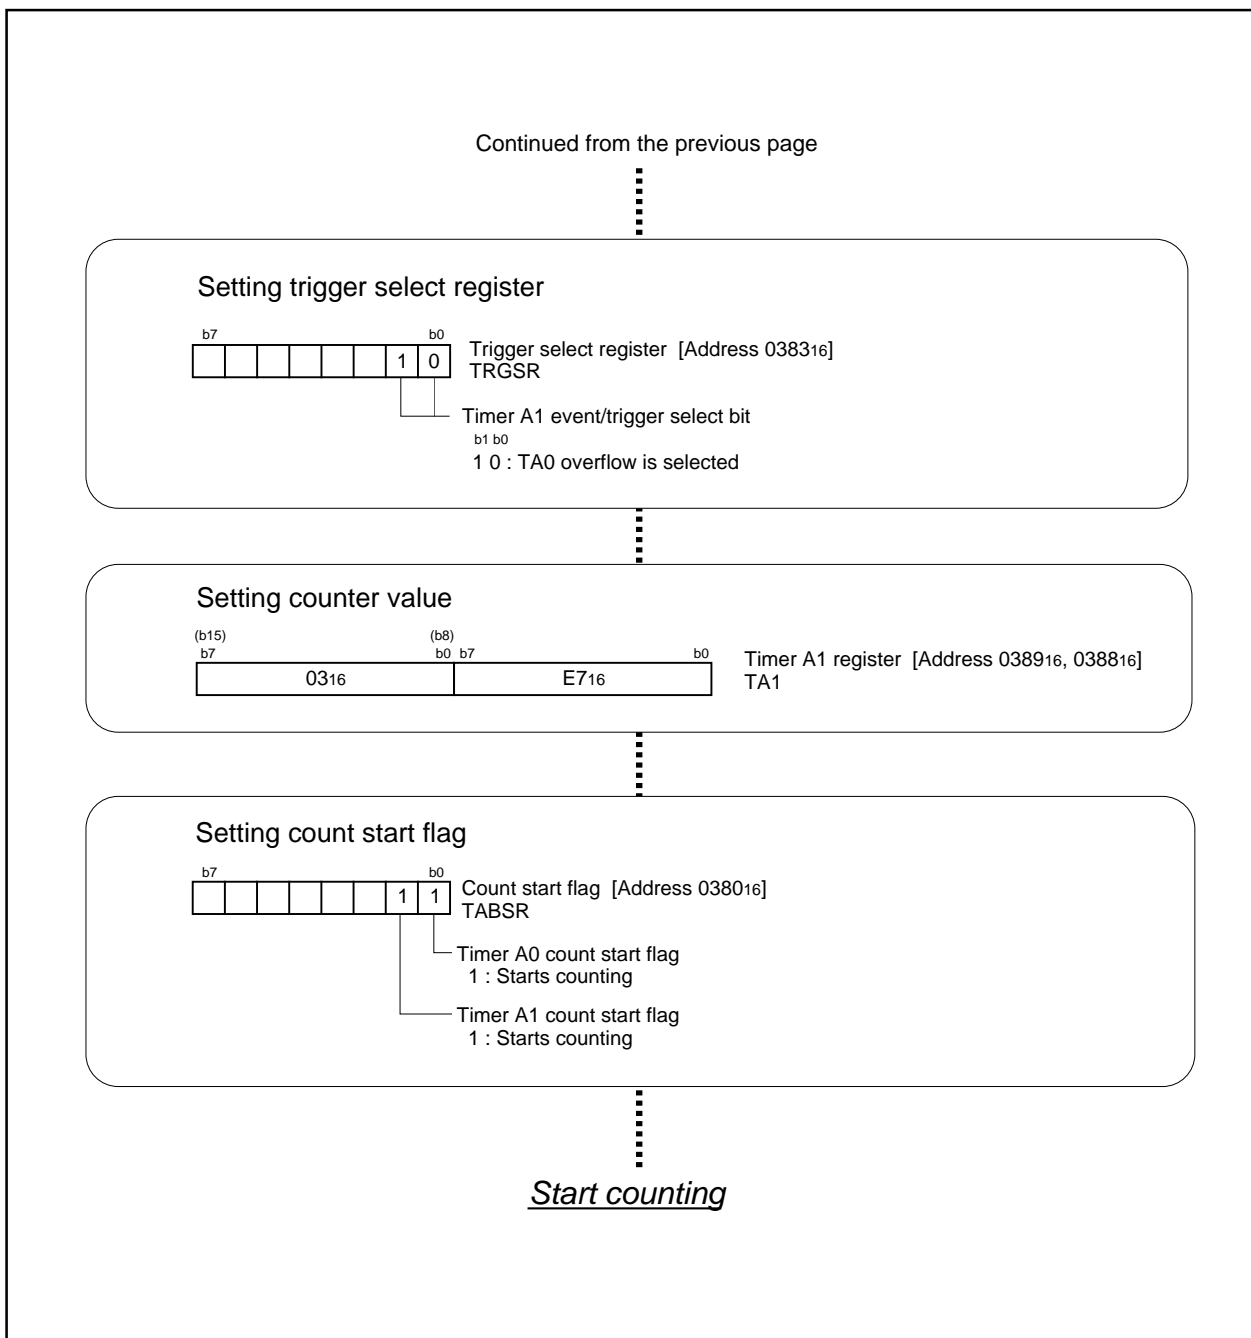 Continued from the previous page
Setting trigger select register
b7 b0
1 0
Trigger select register [Address 038316]
TRGSR
Timer A1 event/trigger select bit
b1 b0
1 0 : TA0 overflow is selected
Setting counter value
(b15) (b8)
b7 b0 b7 b0
0316 E716
Timer A1 register [Address 038916, 038816]
TA1
Setting count start flag
b7 b0
1 1
Count start flag [Address 038016]
TABSR
Timer A0 count start flag
1 : Starts counting
Timer A1 count start flag
1 : Starts counting
Start counting